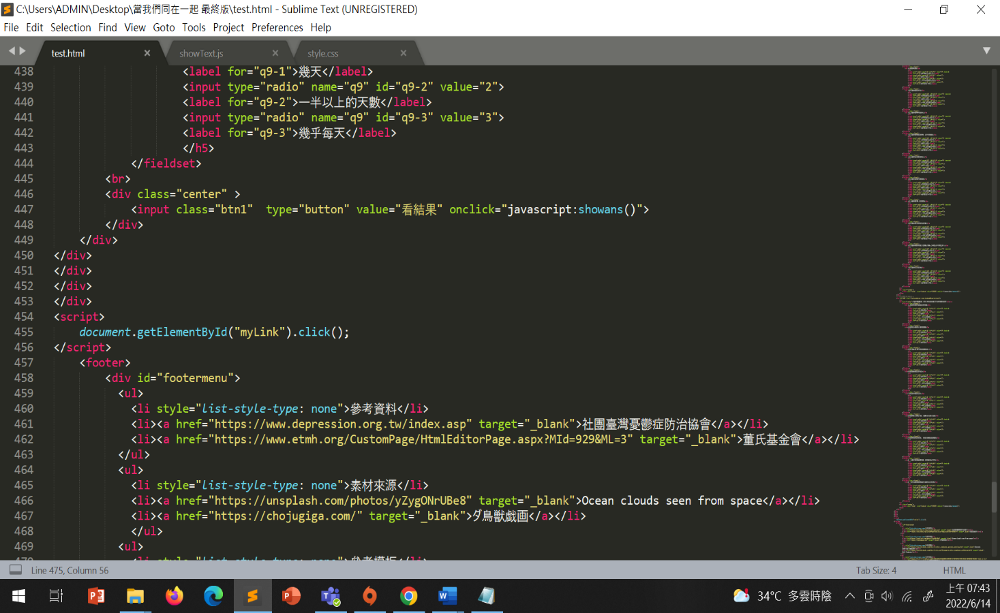 C:\Users\ADMIN\Desktop\當我們同在一起 最終版\test.html - Sublime Text (UNREGISTERED)
File Edit Selection Find View Goto Tools Project Preferences Help
test.html showText.js style.css
438 <label for="q9-1">幾天</label>
439 <input type="radio" name="q9" id="q9-2" value="2">
440 <label for="q9-2">一半以上的天數</label>
441 <input type="radio" name="q9" id="q9-3" value="3">
442 <label for="q9-3">幾乎每天</label>
443 </h5>
444 </fieldset>
445 <br>
446 <div class="center" >
447 <input class="btn1"  type="button" value="看結果" onclick="javascript:showans()">
448 </div>
449 </div>
450 </div>
451 </div>
452 </div>
453 </div>
454 <script>
455 document.getElementById("myLink").click();
456 </script>
457 <footer>
458 <div id="footermenu">
459 <ul>
460 <li style="list-style-type: none">參考資料</li>
461 <li><a href="https://www.depression.org.tw/index.asp" target="_blank">社團臺灣憂鬱症防治協會</a></li>
462 <li><a href="https://www.etmh.org/CustomPage/HtmlEditorPage.aspx?MId=929&ML=3" target="_blank">董氏基金會</a></li>
463 </ul>
464 <ul>
465 <li style="list-style-type: none">素材來源</li>
466 <li><a href="https://unsplash.com/photos/yZygONrUBe8" target="_blank">Ocean clouds seen from space</a></li>
467 <li><a href="https://chojugiga.com/" target="_blank">ダ鳥獣戯画</a></li>
468 </ul>
469 <ul>
470 <li style="list-style-type: none">參考模板</li>
Line 475, Column 56 Tab Size: 4 HTML
34°C 多雲時陰 上午 07:43
2022/6/14